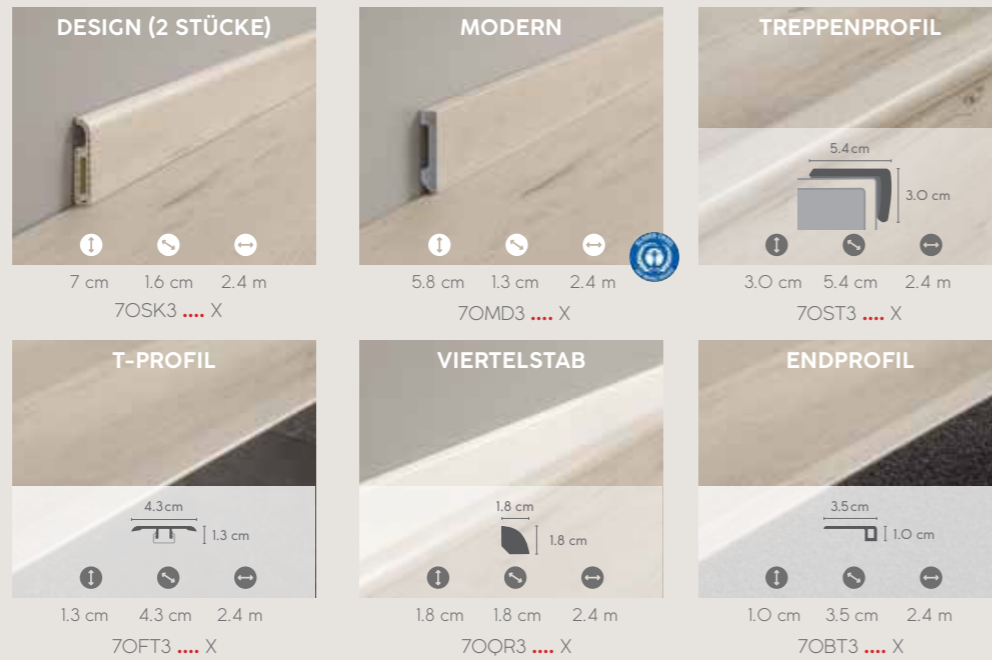 DESIGN (2 STÜCKE)
7 cm 1.6 cm 2.4 m
7OSK3 .... X
MODERN
5.8 cm 1.3 cm 2.4 m
7OMD3 .... X
TREPPENPROFIL
5.4 cm
3.0 cm
3.0 cm 5.4 cm 2.4 m
7OST3 .... X
T-PROFIL
4.3 cm
1.3 cm
1.3 cm 4.3 cm 2.4 m
7OFT3 .... X
VIERTELSTAB
1.8 cm
1.8 cm
1.8 cm 1.8 cm 2.4 m
7OQR3 .... X
ENDPROFIL
3.5 cm
1.0 cm
1.0 cm 3.5 cm 2.4 m
7OBT3 .... X